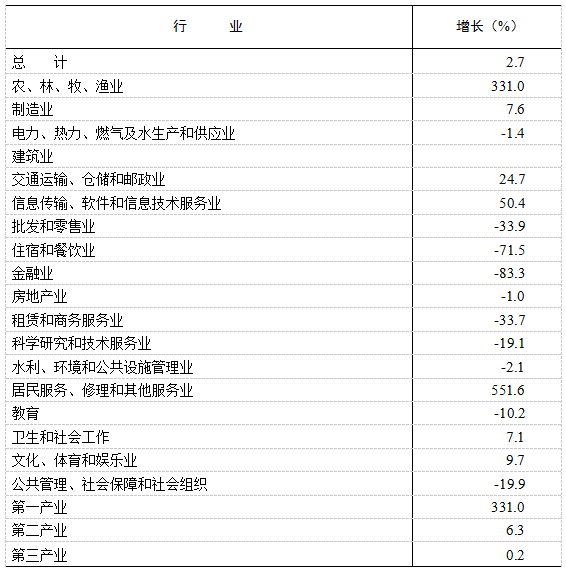 行 业 增长（%）
总 计 2.7
农、林、牧、渔业 331.0
制造业 7.6
电力、热力、燃气及水生产和供应业 -1.4
建筑业
交通运输、仓储和邮政业 24.7
信息传输、软件和信息技术服务业 50.4
批发和零售业 -33.9
住宿和餐饮业 -71.5
金融业 -83.3
房地产业 -1.0
租赁和商务服务业 -33.7
科学研究和技术服务业 -19.1
水利、环境和公共设施管理业 -2.1
居民服务、修理和其他服务业 551.6
教育 -10.2
卫生和社会工作 7.1
文化、体育和娱乐业 9.7
公共管理、社会保障和社会组织 -19.9
第一产业 331.0
第二产业 6.3
第三产业 0.2